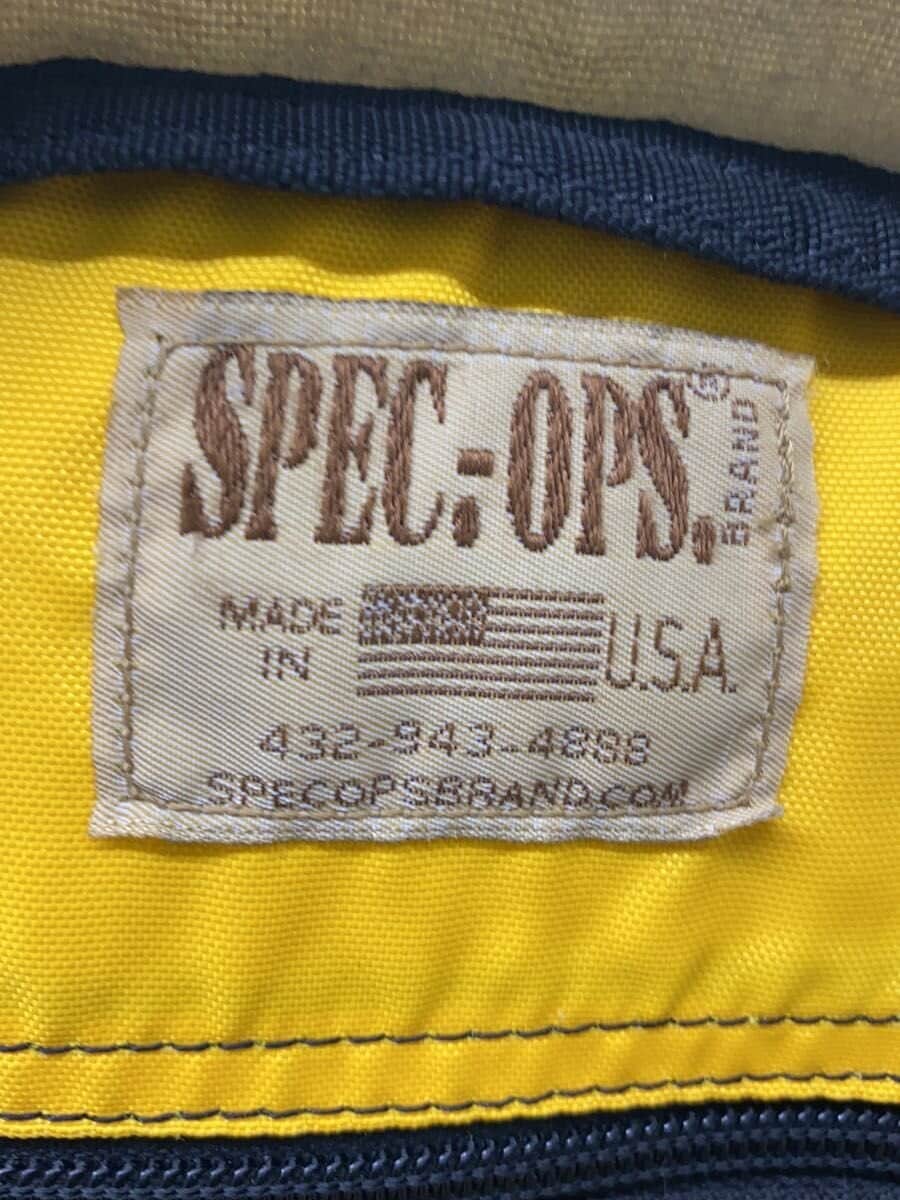 SPEC.-OPS.® BRAND
MADE IN U.S.A.
432-943-4888
SPECOPSBRAND.COM